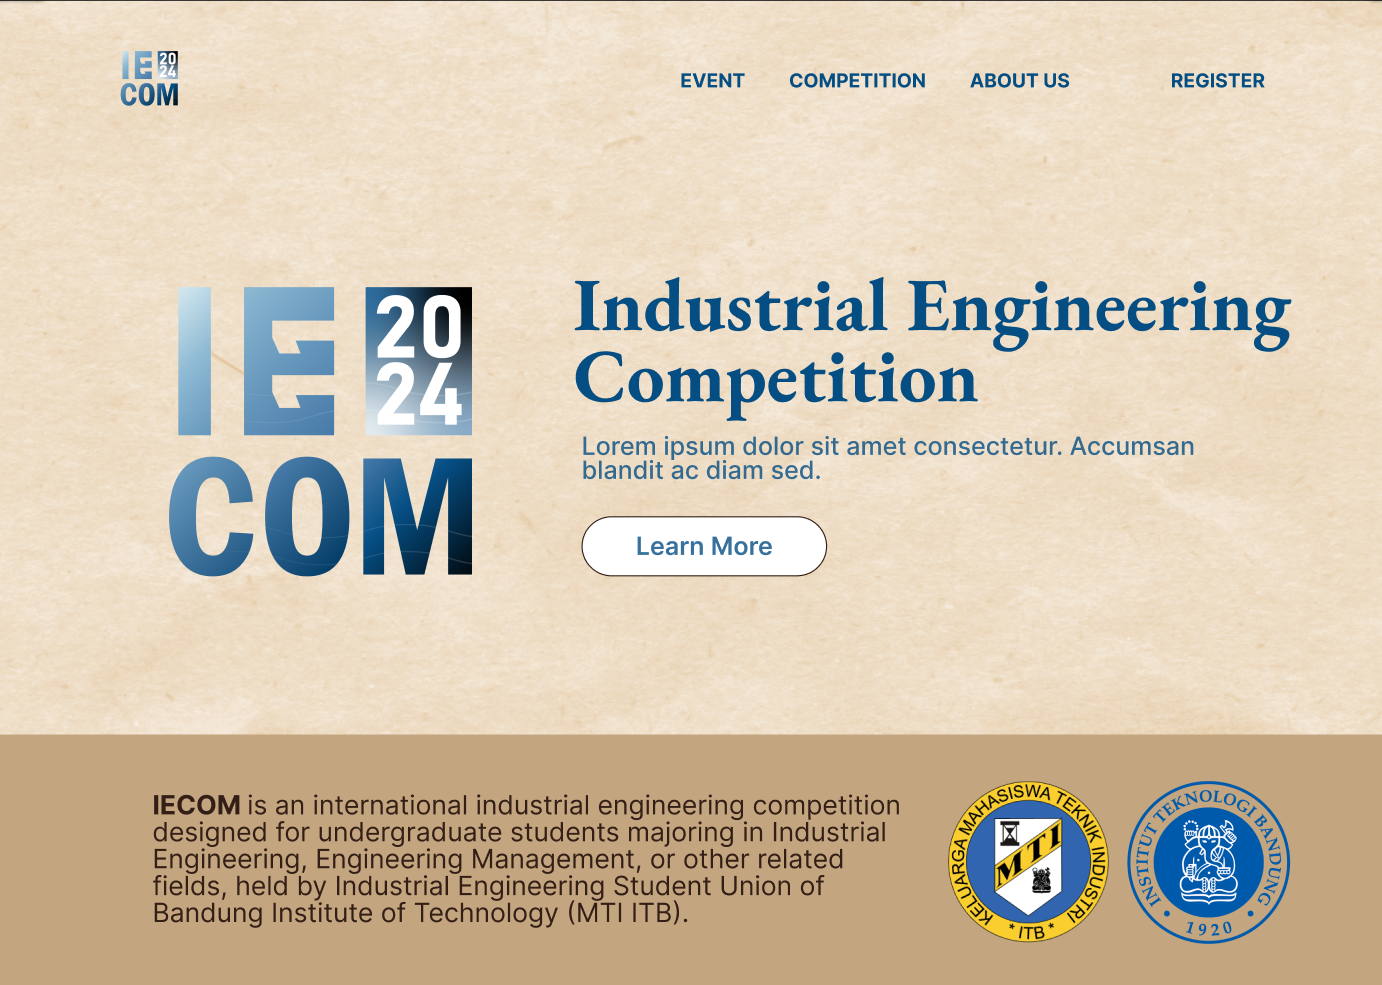 IE 20
24
COM
EVENT COMPETITION ABOUT US REGISTER
IE 20
24
COM
Industrial Engineering
Competition
Lorem ipsum dolor sit amet consectetur. Accumsan
blandit ac diam sed.
Learn More
IECOM is an international industrial engineering competition
designed for undergraduate students majoring in Industrial
Engineering, Engineering Management, or other related
fields, held by Industrial Engineering Student Union of
Bandung Institute of Technology (MTI ITB).
KELUARGA MAHASISWA TEKNIK INDUSTRI
MTI
* ITB *
INSTITUT TEKNOLOGI BANDUNG
• 1920 •